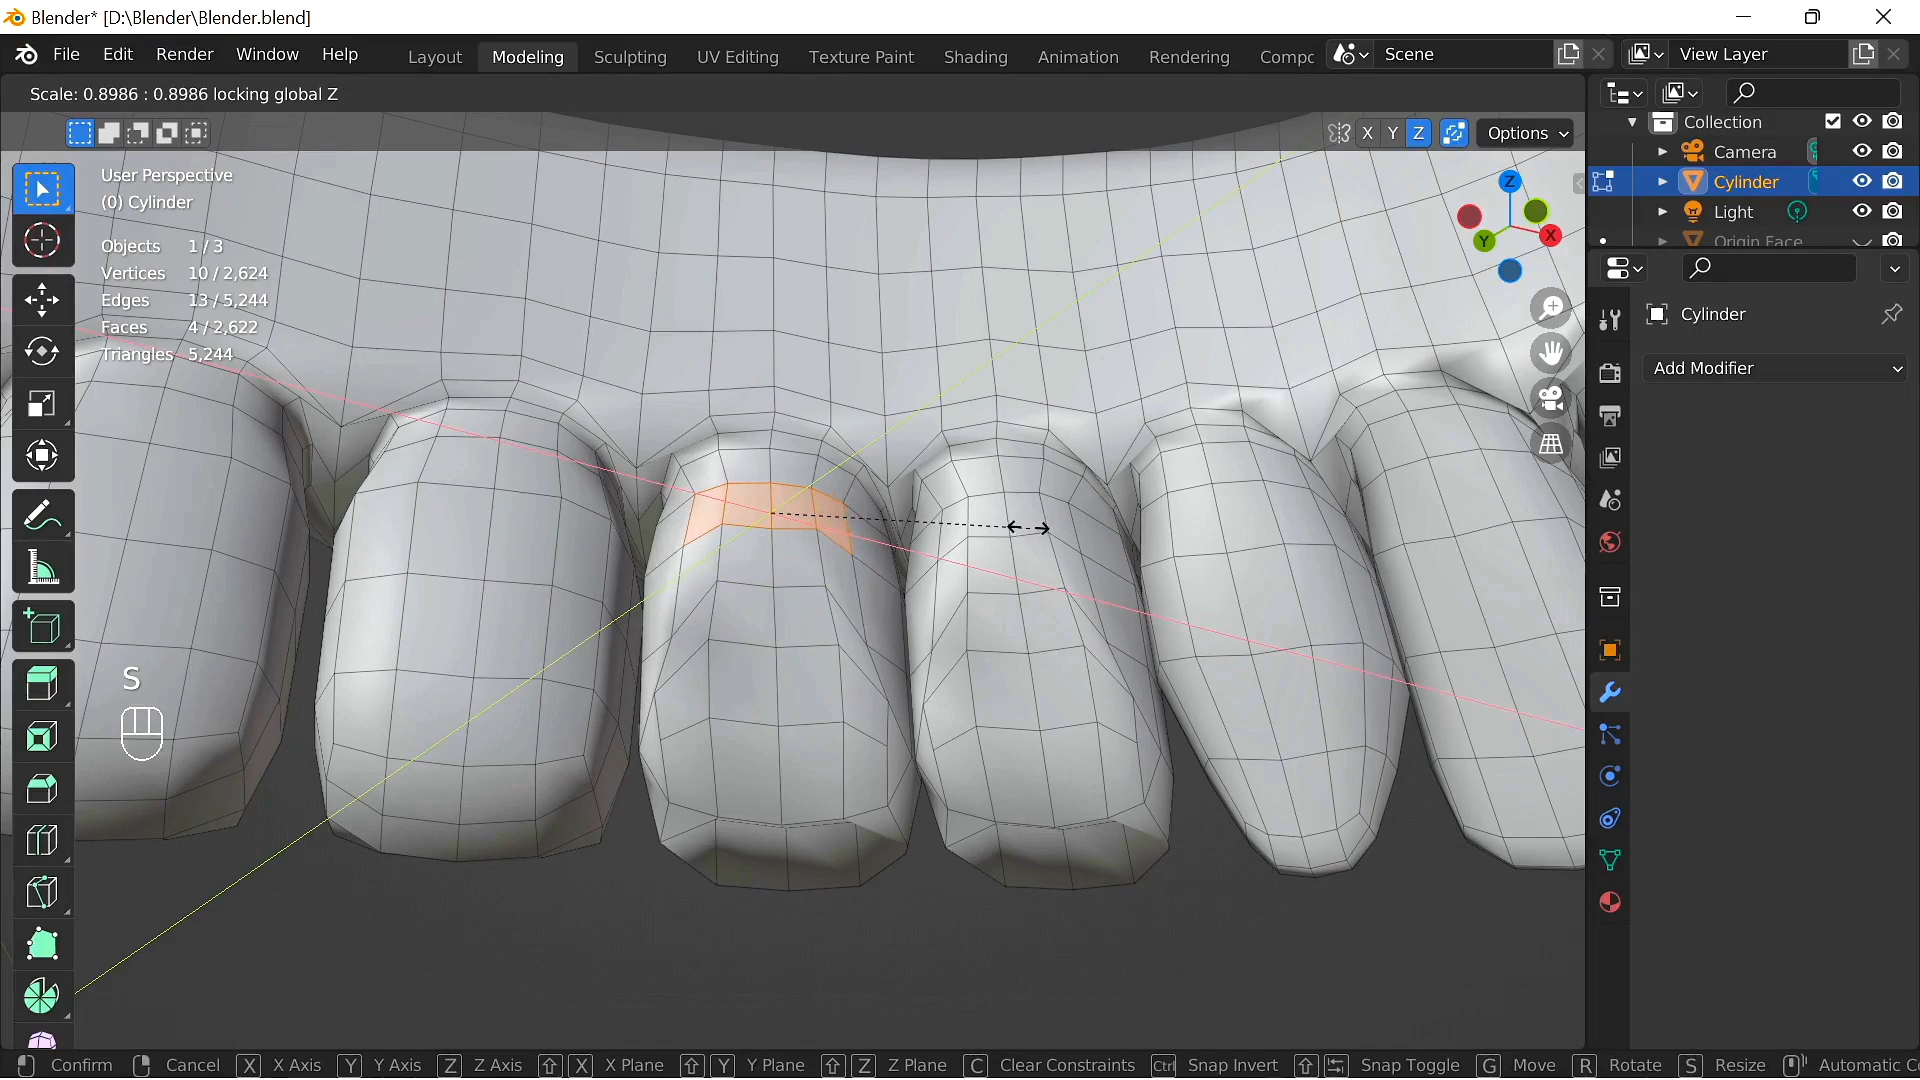 Blender* [D:\Blender\Blender.blend]
File Edit Render Window Help Layout Modeling Sculpting UV Editing Texture Paint Shading Animation Rendering Compc Scene View Layer
Scale: 0.8986 : 0.8986 locking global Z
X Y Z Options
User Perspective
(0) Cylinder
Objects 1 / 3
Vertices 10 / 2,624
Edges 13 / 5,244
Faces 4 / 2,622
Triangles 5,244
Z
X
Y
S
Collection
Camera
Cylinder
Light
Origin Face
Cylinder
Add Modifier
Confirm Cancel X X Axis Y Y Axis Z Z Axis X X Plane Y Y Plane Z Z Plane C Clear Constraints Ctrl Snap Invert Snap Toggle G Move R Rotate S Resize Automatic C